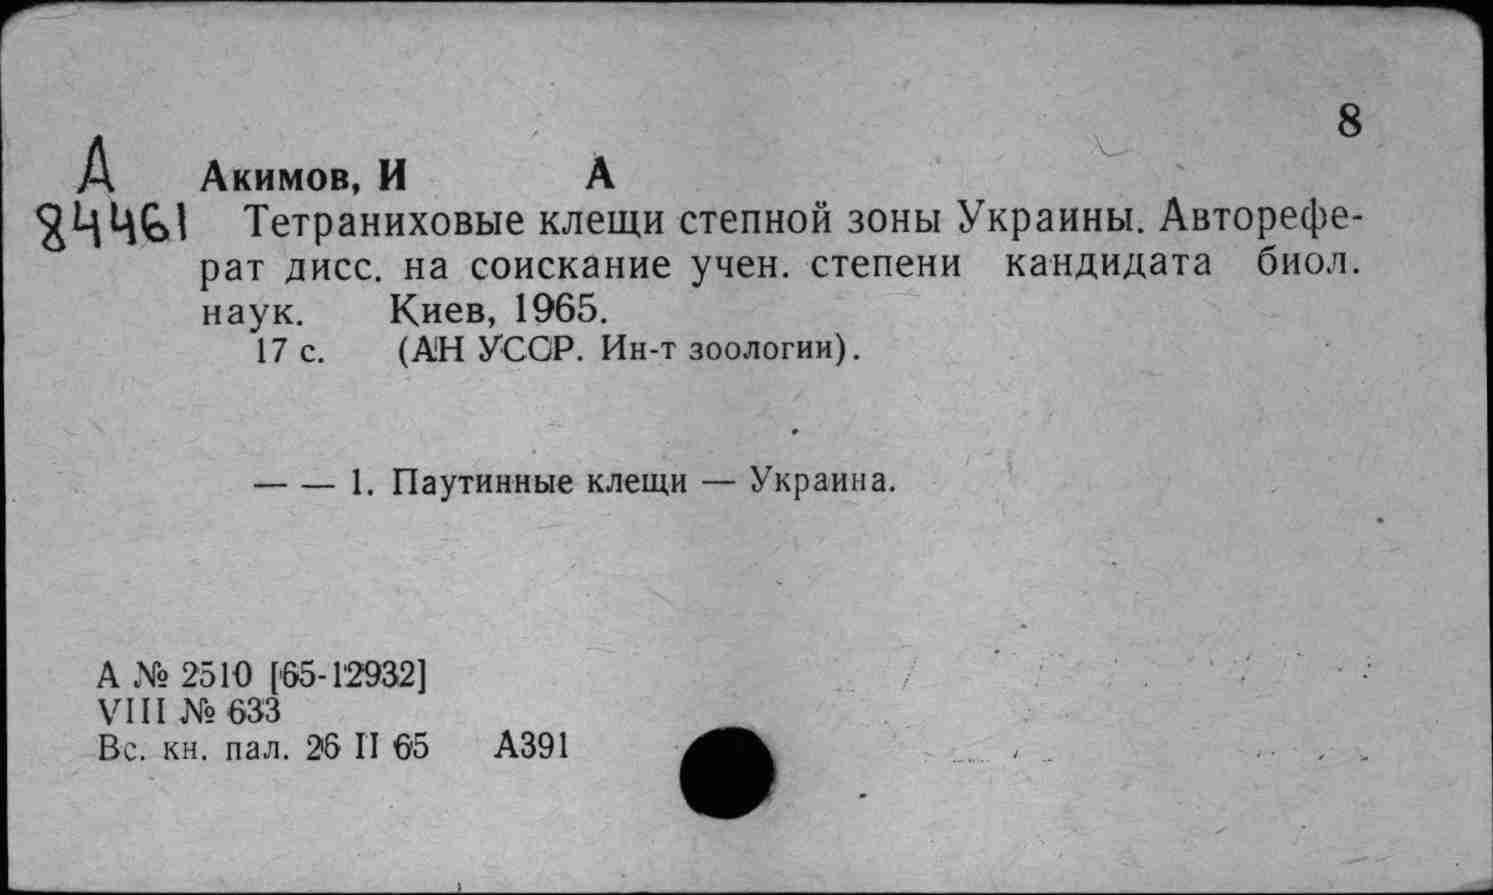 8
Д Акимов, И А
84461 Тетраниховые клещи степной зоны Украины. Авторефе-
рат дисс. на соискание учен. степени кандидата биол.
наук. Киев, 1965.
17 с. (АН УССР. Ин-т зоологии).
— — 1. Паутинные клещи — Украина.
А № 2510 [65-12932]
VIII № 633
Вс. кн. пал. 26 II 65 А391